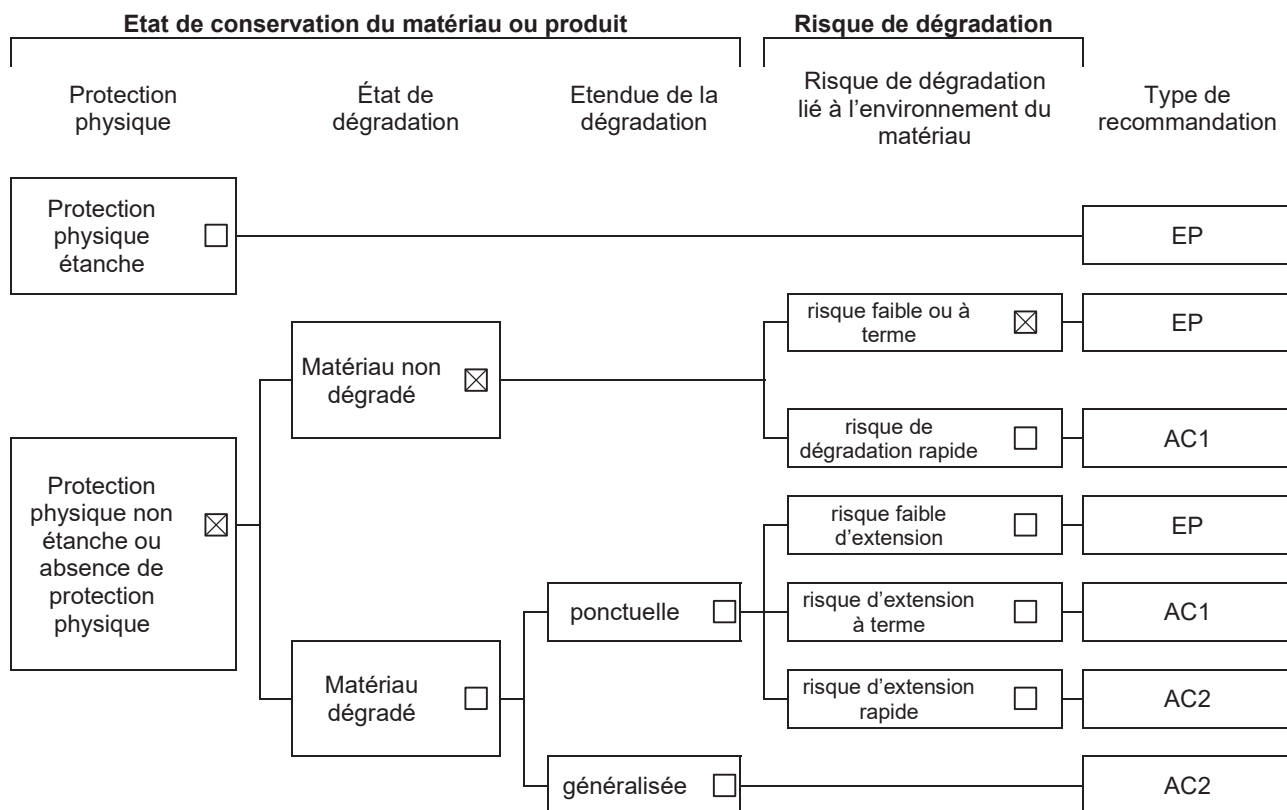 Etat de conservation du matériau ou produit
Risque de dégradation
Protection
physique
État de
dégradation
Etendue de la
dégradation
Risque de dégradation
lié à l’environnement du
matériau
Type de
recommandation
Protection
physique
étanche
EP
risque faible ou à
terme
EP
Matériau non
dégradé
risque de
dégradation rapide
AC1
Protection
physique non
étanche ou
absence de
protection
physique
risque faible
d’extension
EP
ponctuelle
risque d’extension
à terme
AC1
Matériau
dégradé
risque d’extension
rapide
AC2
généralisée
AC2